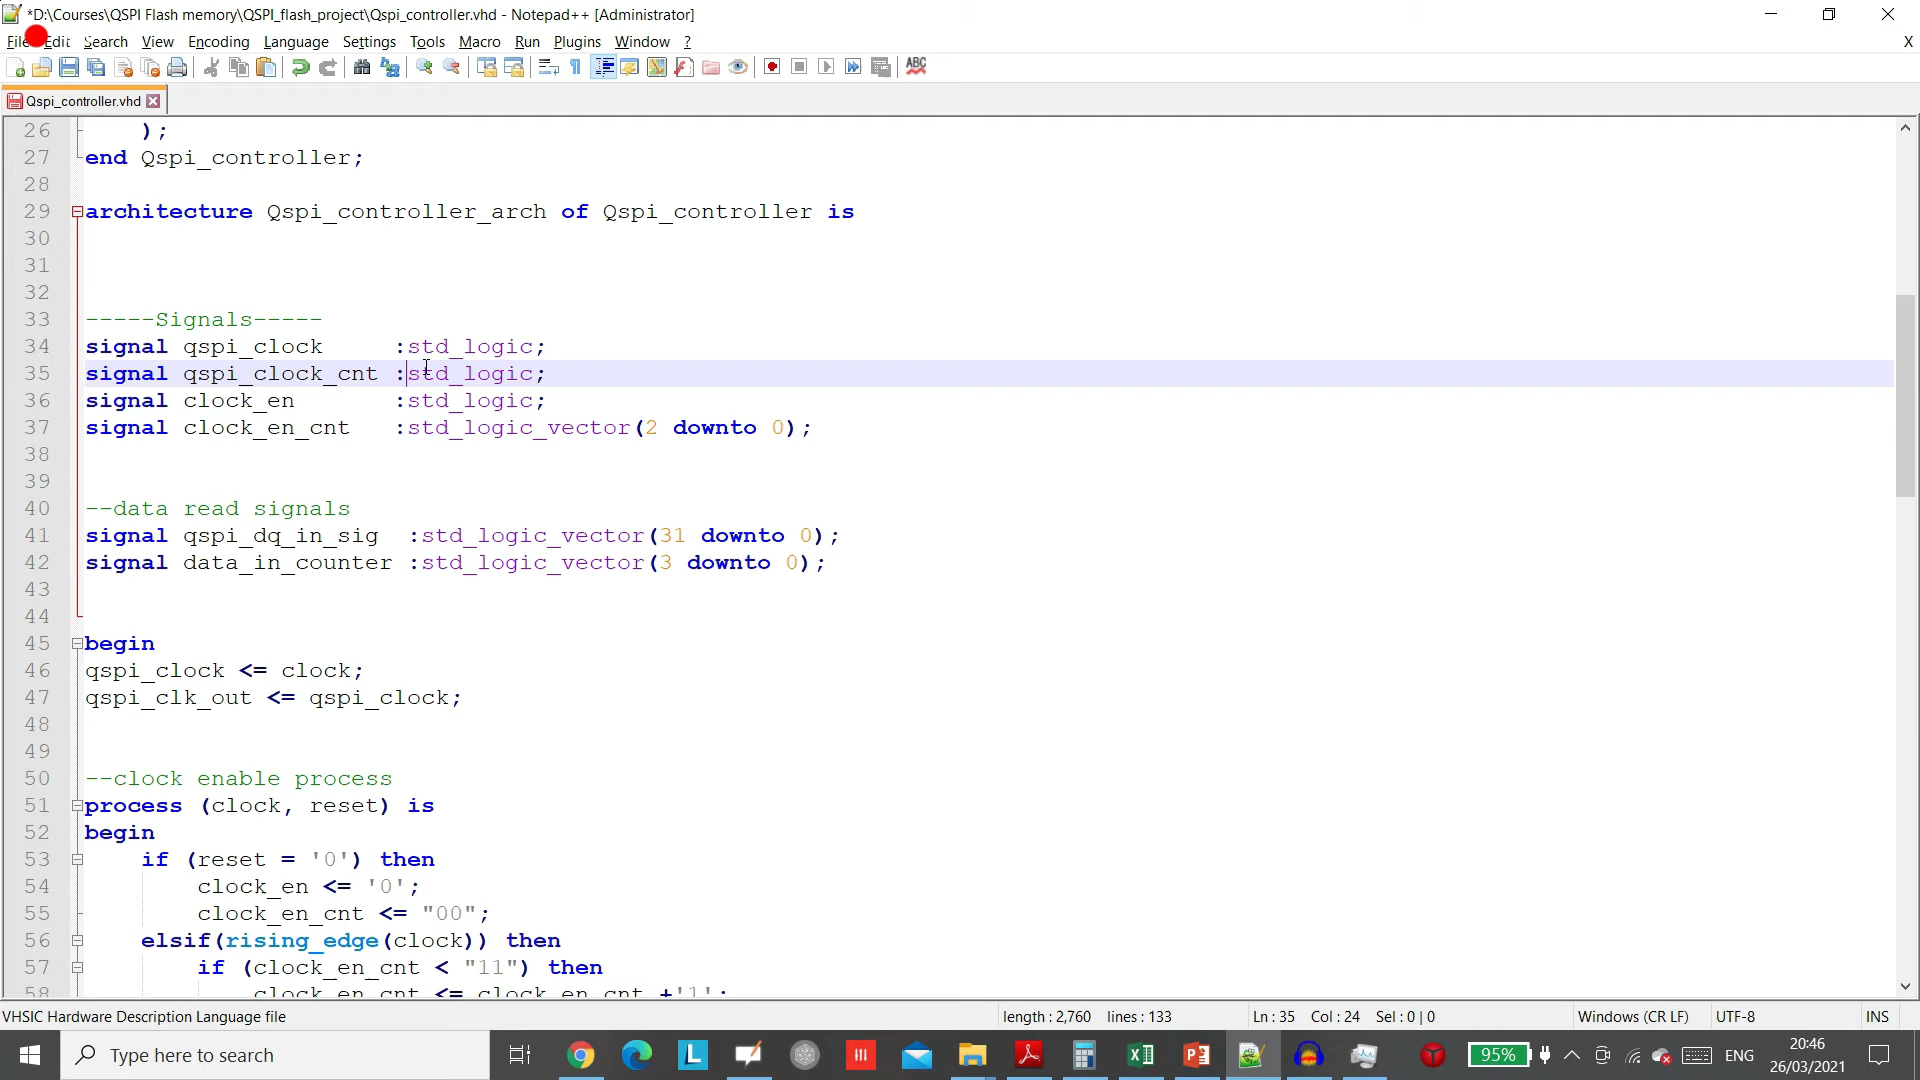 *D:\Courses\QSPI Flash memory\QSPI_flash_project\Qspi_controller.vhd - Notepad++ [Administrator]
File Edit Search View Encoding Language Settings Tools Macro Run Plugins Window ? X
ABC
Qspi_controller.vhd
26 );
27 end Qspi_controller;
28
29 architecture Qspi_controller_arch of Qspi_controller is
30
31
32
33 -----Signals-----
34 signal qspi_clock :std_logic;
35 signal qspi_clock_cnt :std_logic;
36 signal clock_en :std_logic;
37 signal clock_en_cnt :std_logic_vector(2 downto 0);
38
39
40 --data read signals
41 signal qspi_dq_in_sig :std_logic_vector(31 downto 0);
42 signal data_in_counter :std_logic_vector(3 downto 0);
43
44
45 begin
46 qspi_clock <= clock;
47 qspi_clk_out <= qspi_clock;
48
49
50 --clock enable process
51 process (clock, reset) is
52 begin
53 if (reset = '0') then
54 clock_en <= '0';
55 clock_en_cnt <= "00";
56 elsif(rising_edge(clock)) then
57 if (clock_en_cnt < "11") then
58 clock_en_cnt <= clock_en_cnt +'1';
VHSIC Hardware Description Language file length : 2,760 lines : 133 Ln : 35 Col : 24 Sel : 0 | 0 Windows (CR LF) UTF-8 INS
Type here to search L 95% ENG 20:46
26/03/2021